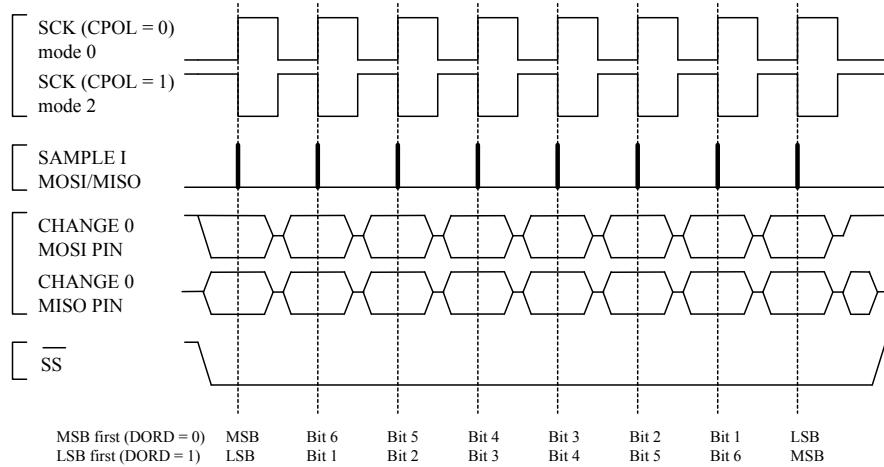 SCK (CPOL = 0)
mode 0
SCK (CPOL = 1)
mode 2
SAMPLE I
MOSI/MISO
CHANGE 0
MOSI PIN
CHANGE 0
MISO PIN
SS
MSB first (DORD = 0) MSB Bit 6 Bit 5 Bit 4 Bit 3 Bit 2 Bit 1 LSB
LSB first (DORD = 1) LSB Bit 1 Bit 2 Bit 3 Bit 4 Bit 5 Bit 6 MSB